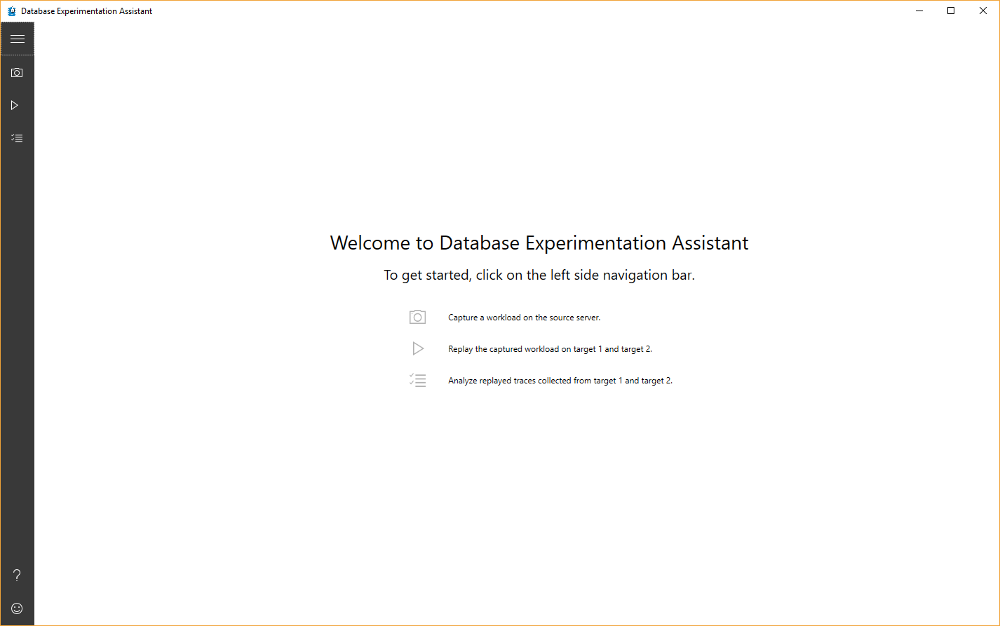 Database Experimentation Assistant
Welcome to Database Experimentation Assistant
To get started, click on the left side navigation bar.
Capture a workload on the source server.
Replay the captured workload on target 1 and target 2.
Analyze replayed traces collected from target 1 and target 2.